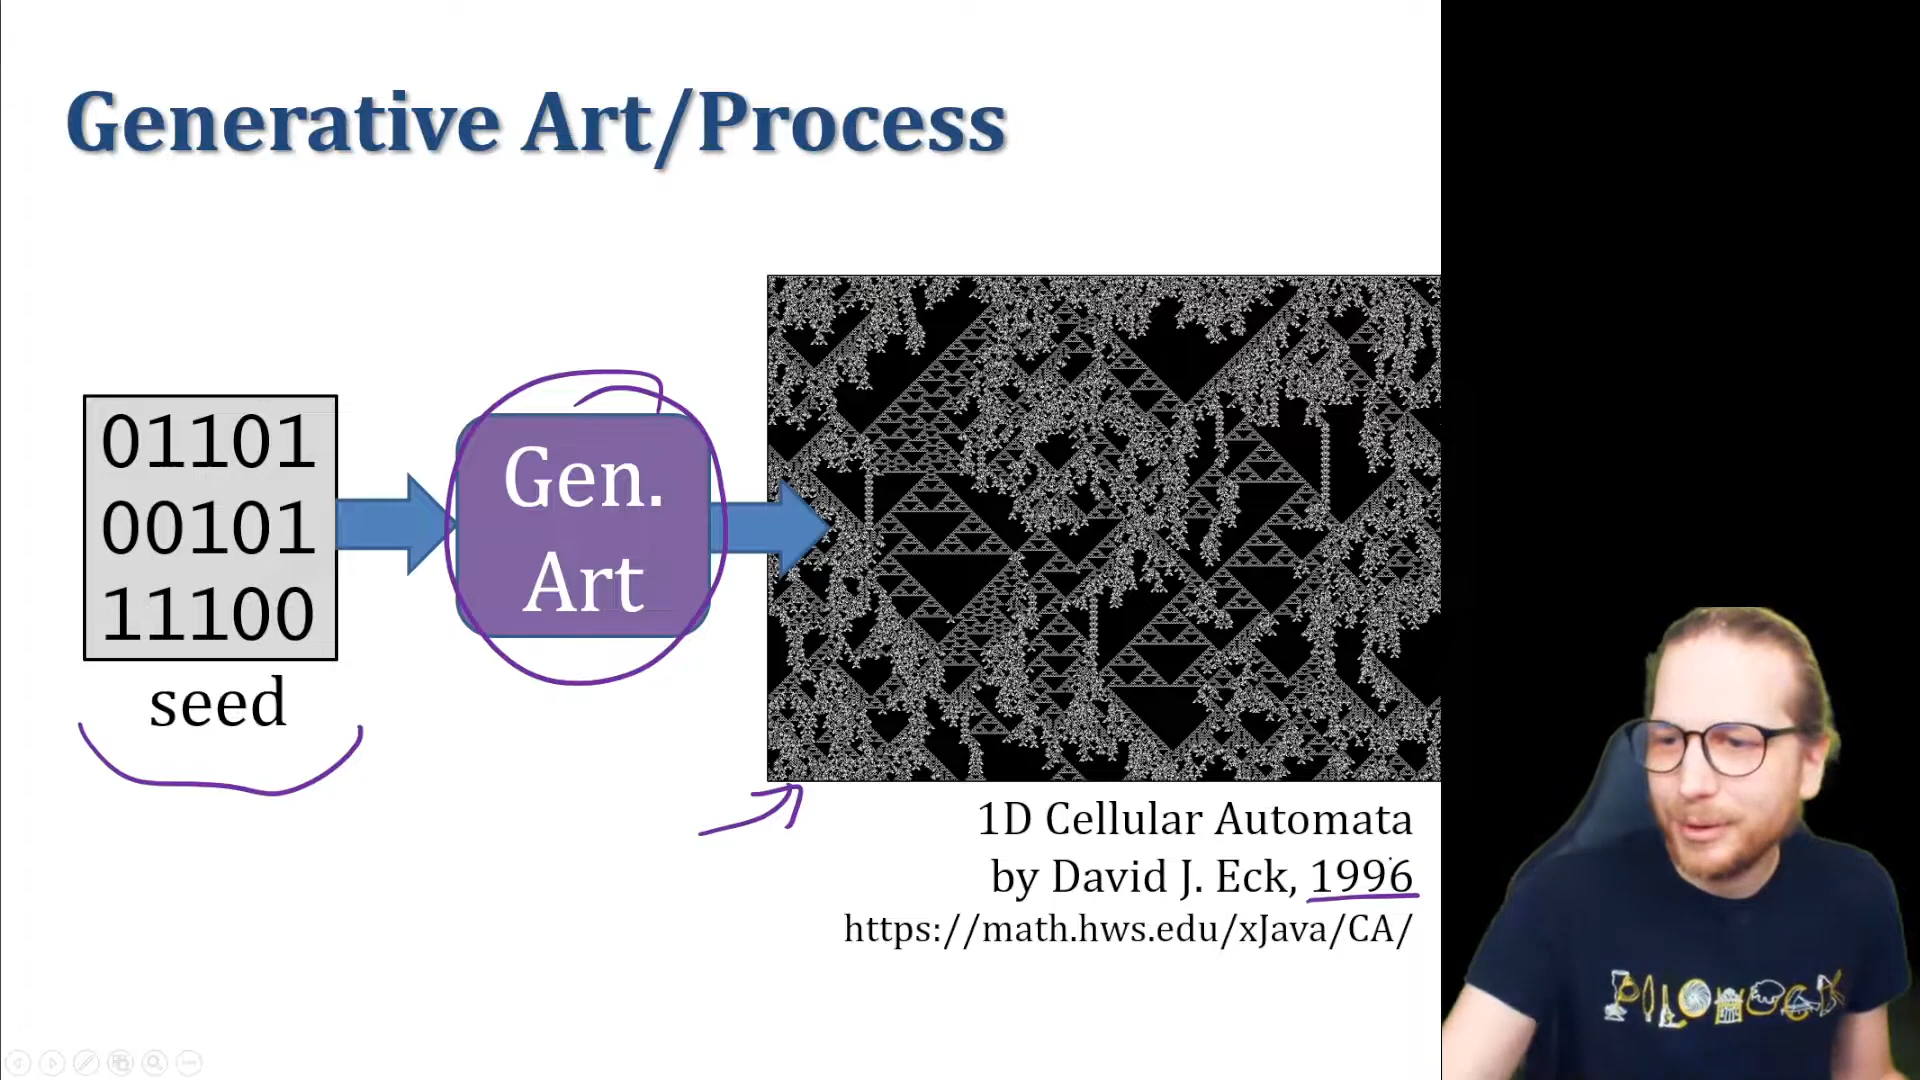 Generative Art/Process
01101
00101
11100
seed
Gen.
Art
1D Cellular Automata
by David J. Eck, 1996
https://math.hws.edu/xJava/CA/